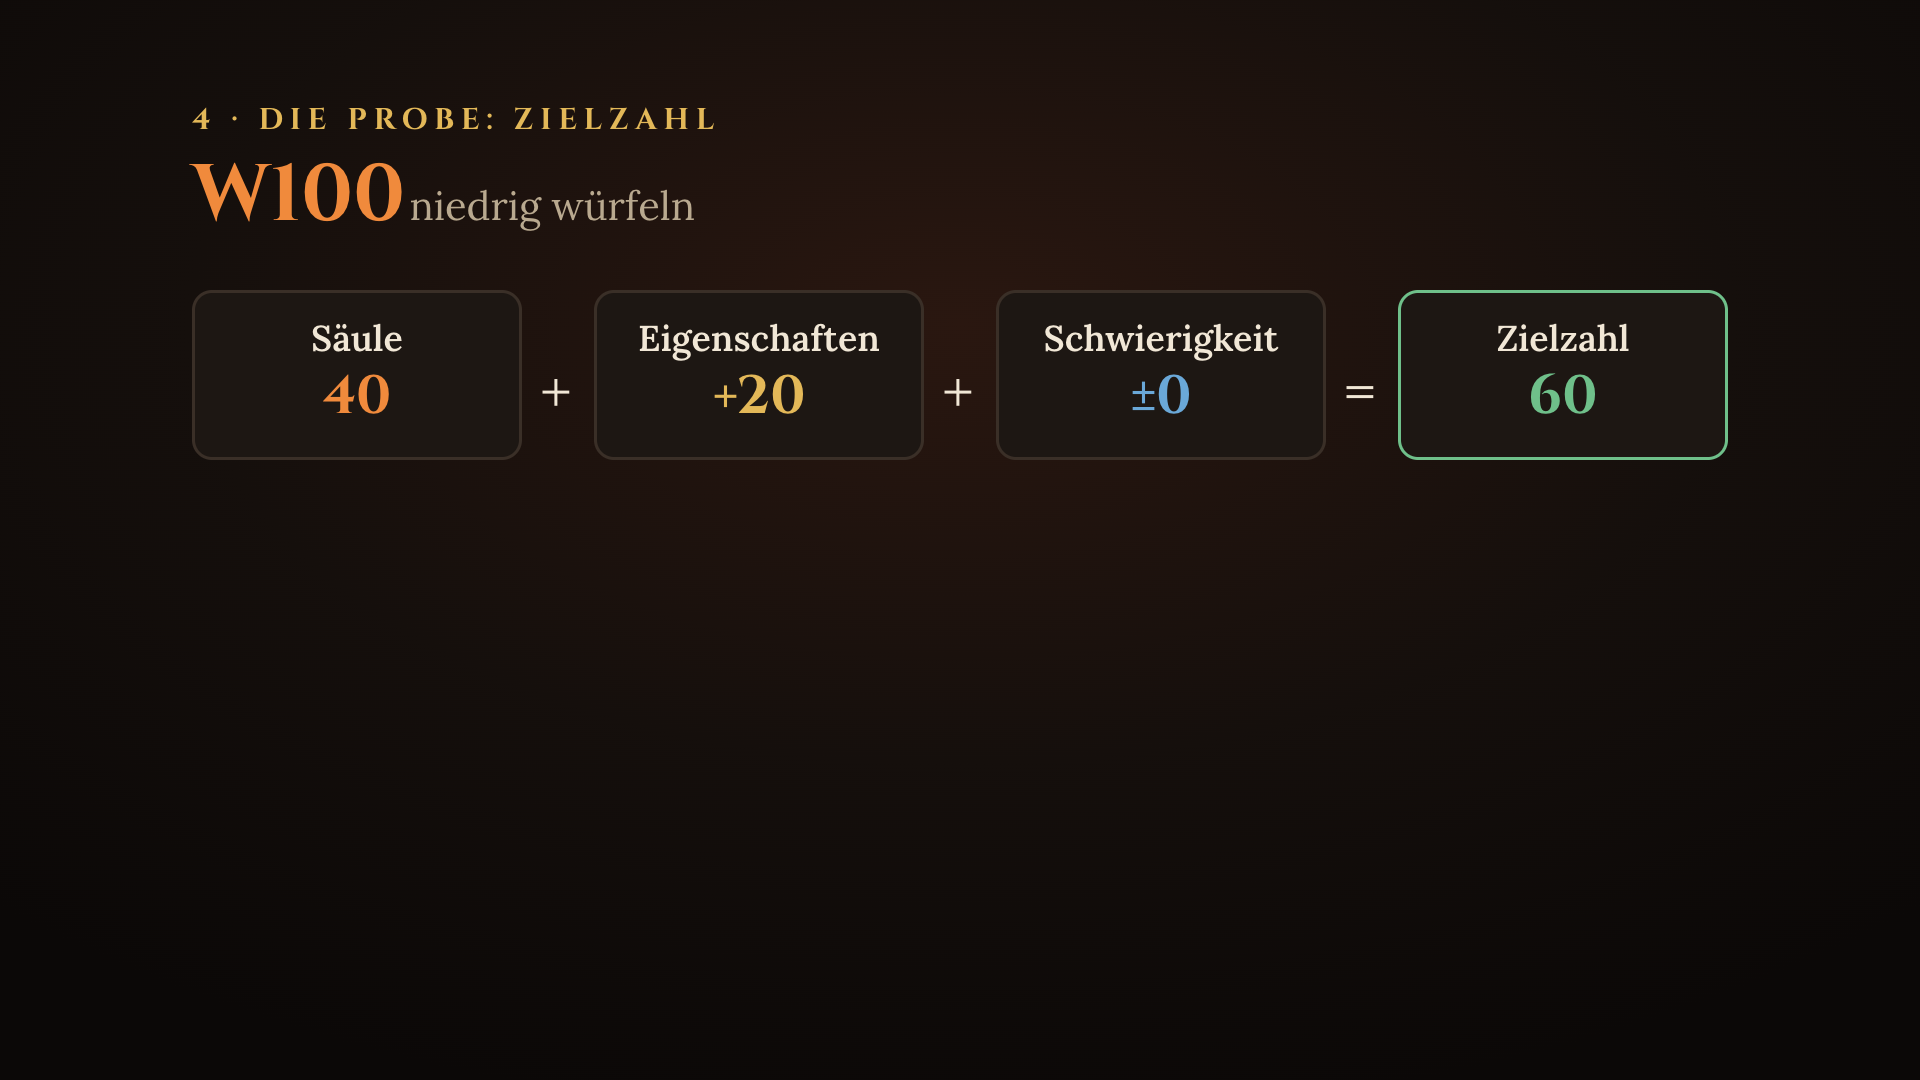 4 · DIE PROBE: ZIELZAHL
W100 niedrig würfeln
Säule + Eigenschaften + Schwierigkeit = Zielzahl
40 +20 ±0 60